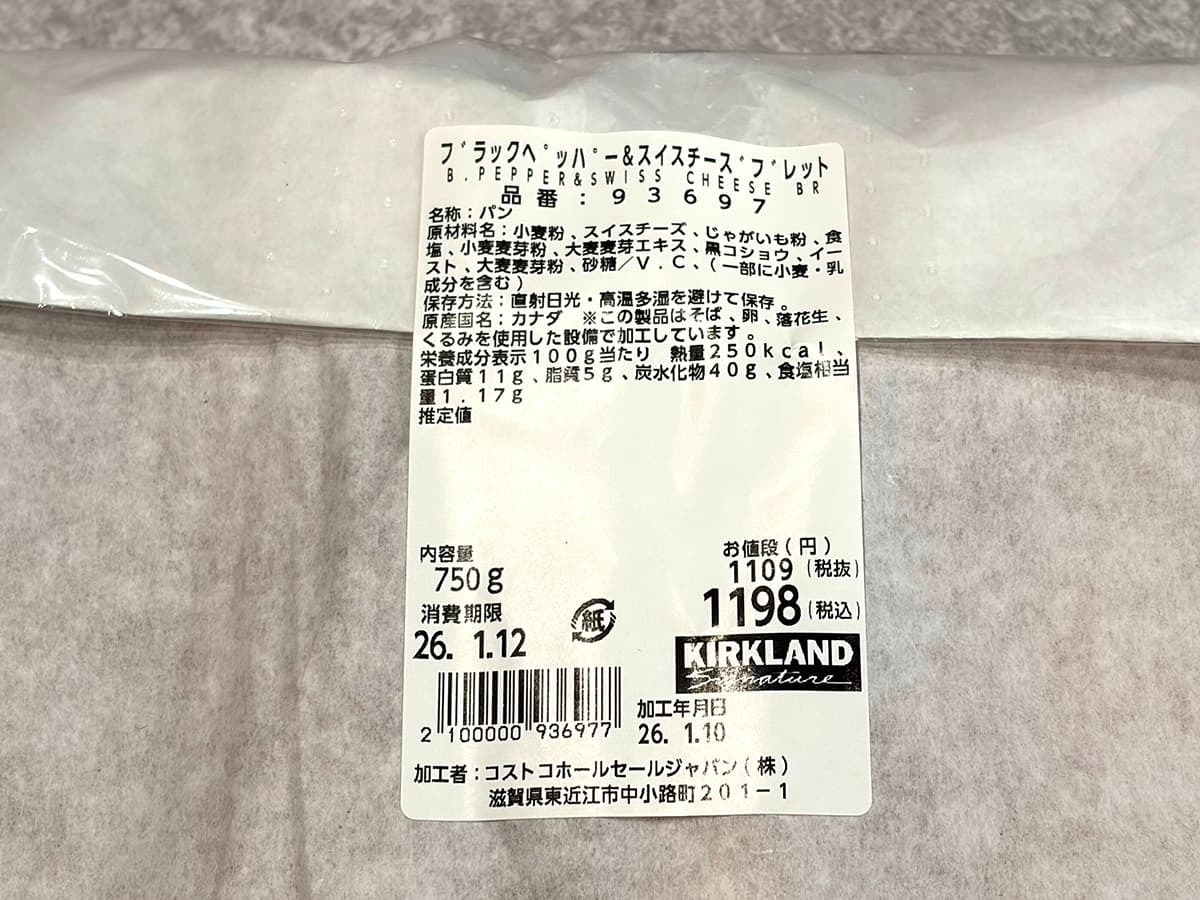 ブラックペッパー&スイスチーズブレット
B.PEPPER&SWISS CHEESE BR
品番:93697
名称:パン
原材料名:小麦粉、スイスチーズ、じゃがいも粉、食
塩、小麦麦芽粉、大麦麦芽エキス、黒コショウ、イー
スト、大麦麦芽粉、砂糖/V.C、(一部に小麦・乳
成分を含む)
保存方法:直射日光・高温多湿を避けて保存。
原産国名:カナダ ※この製品はそば、卵、落花生、
くるみを使用した設備で加工しています。
栄養成分表示100g当たり 熱量250kcal、
蛋白質11g、脂質5g、炭水化物40g、食塩相当
量1.17g
推定値
内容量
750g
お値段(円)
1109(税抜)
1198(税込)
消費期限
26. 1.12
紙
KIRKLAND
Signature
2 100000 936977
加工年月日
26. 1.10
加工者:コストコホールセールジャパン(株)
滋賀県東近江市中小路町201-1